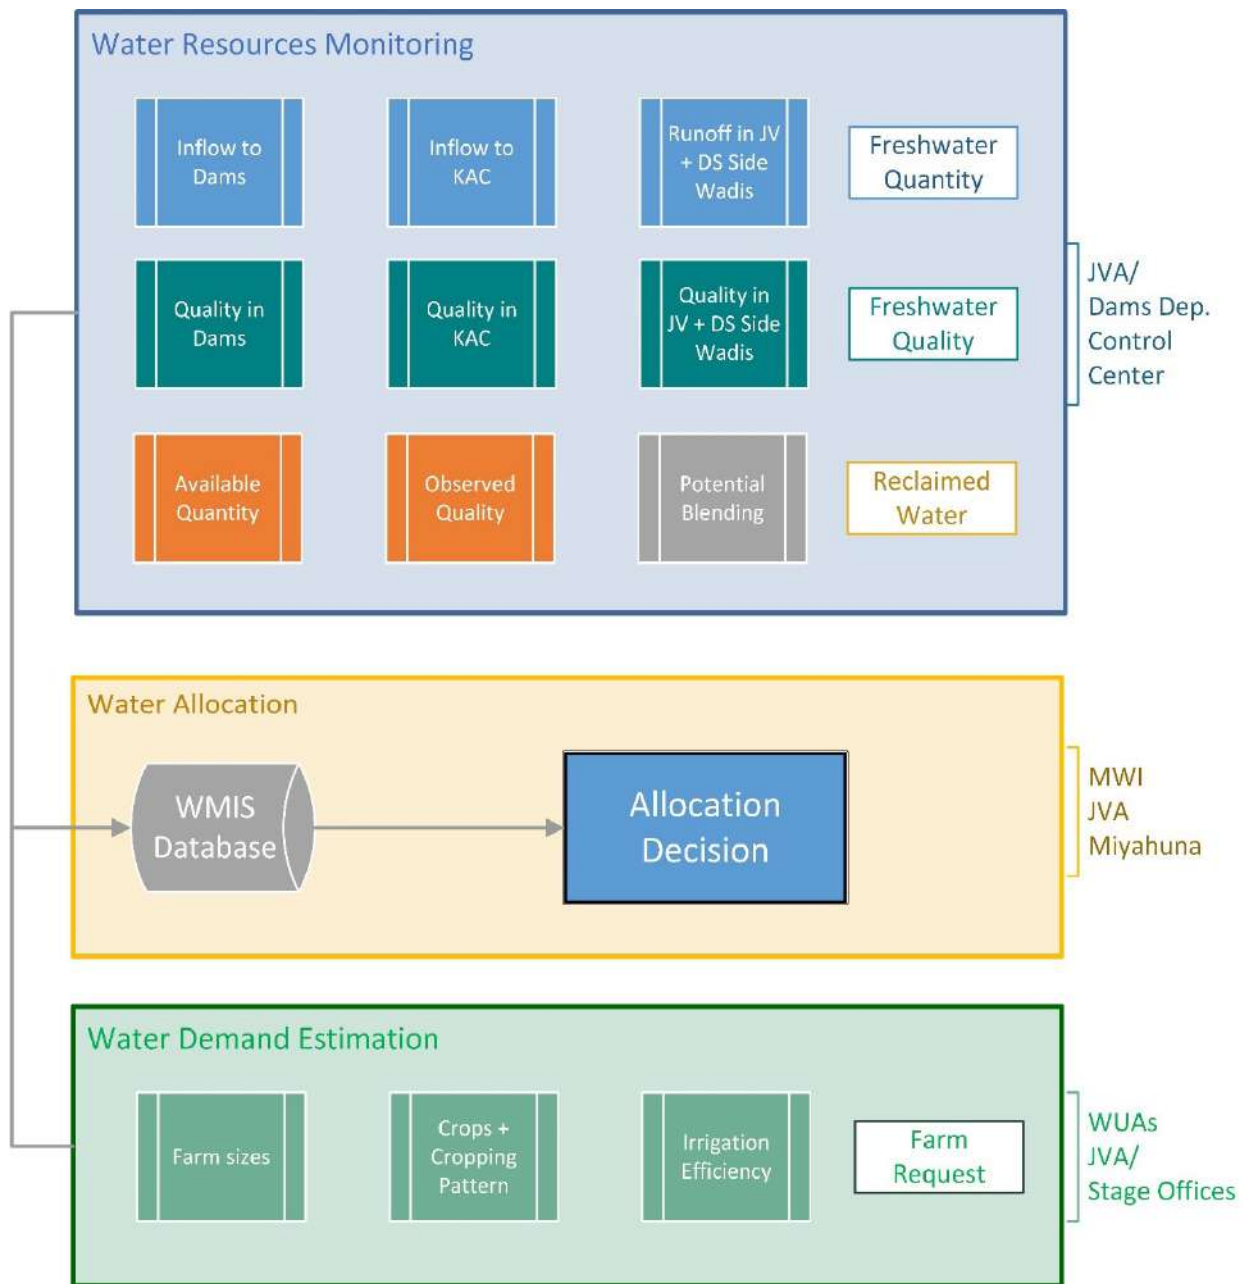 Water Resources Monitoring
Inflow to
Dams
Inflow to
KAC
Runoff in JV
+ DS Side
Wadis
Freshwater
Quantity
Quality in
Dams
Quality in
KAC
Quality in
JV + DS Side
Wadis
Freshwater
Quality
JVA/
Dams Dep.
Control
Center
Available
Quantity
Observed
Quality
Potential
Blending
Reclaimed
Water
Water Allocation
WMIS
Database
Allocation
Decision
MWI
JVA
Miyahuna
Water Demand Estimation
Farm sizes
Crops +
Cropping
Pattern
Irrigation
Efficiency
Farm
Request
WUAs
JVA/
Stage Offices